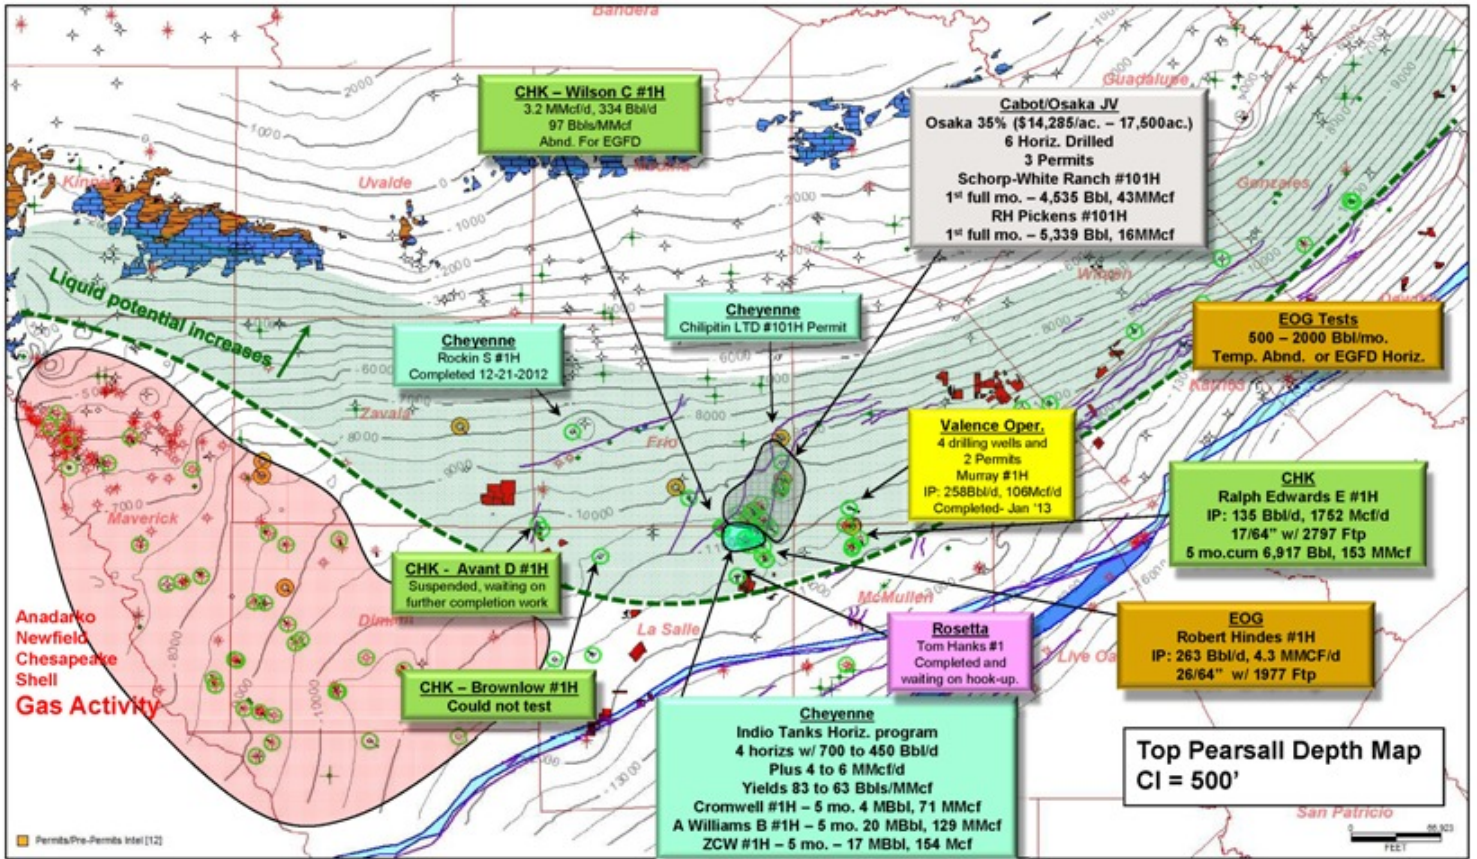 Bandera
Guadalupe
Kinney
Uvalde
Medina
Gonzales
Wilson
Zavala
Frio
Karnes
Maverick
Dimmit
La Salle
McMullen
Live Oa
San Patricio
CHK – Wilson C #1H
3.2 MMcf/d, 334 Bbl/d
97 Bbls/MMcf
Abnd. For EGFD
Cabot/Osaka JV
Osaka 35% ($14,285/ac. – 17,500ac.)
6 Horiz. Drilled
3 Permits
Schorp-White Ranch #101H
1st full mo. – 4,535 Bbl, 43MMcf
RH Pickens #101H
1st full mo. – 5,339 Bbl, 16MMcf
Liquid potential increases
Cheyenne
Rockin S #1H
Completed 12-21-2012
Cheyenne
Chilipitin LTD #101H Permit
EOG Tests
500 – 2000 Bbl/mo.
Temp. Abnd. or EGFD Horiz.
Valence Oper.
4 drilling wells and
2 Permits
Murray #1H
IP: 258Bbl/d, 106Mcf/d
Completed- Jan '13
CHK
Ralph Edwards E #1H
IP: 135 Bbl/d, 1752 Mcf/d
17/64" w/ 2797 Ftp
5 mo.cum 6,917 Bbl, 153 MMcf
CHK - Avant D #1H
Suspended, waiting on
further completion work
Anadarko
Newfield
Chesapeake
Shell
Gas Activity
CHK – Brownlow #1H
Could not test
Rosetta
Tom Hanks #1
Completed and
waiting on hook-up.
EOG
Robert Hindes #1H
IP: 263 Bbl/d, 4.3 MMCF/d
26/64" w/ 1977 Ftp
Cheyenne
Indio Tanks Horiz. program
4 horizs w/ 700 to 450 Bbl/d
Plus 4 to 6 MMcf/d
Yields 83 to 63 Bbls/MMcf
Cromwell #1H – 5 mo. 4 MBbl, 71 MMcf
A Williams B #1H – 5 mo. 20 MBbl, 129 MMcf
ZCW #1H – 5 mo. – 17 MBbl, 154 Mcf
Top Pearsall Depth Map
CI = 500'
Permits/Pre-Permits Intel [12]
FEET